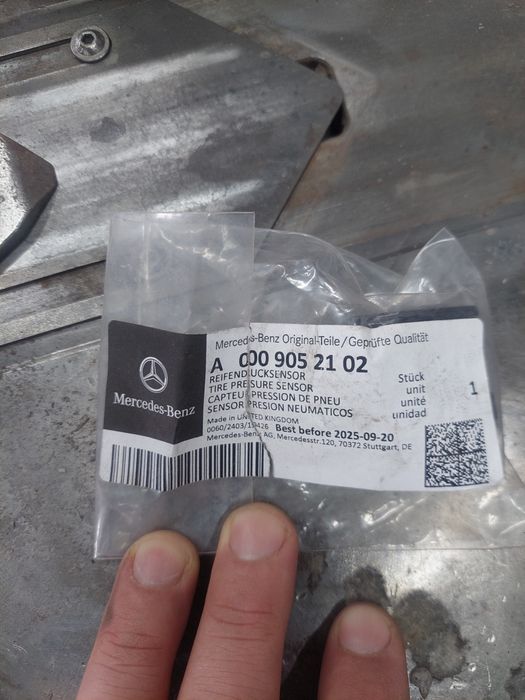 Mercedes-Benz Original-Teile/Geprüfte Qualität
A 000 905 21 02
REIFENDRUCKSENSOR
TIRE PRESSURE SENSOR
CAPTEUR PRESSION DE PNEU
SENSOR PRESION NEUMATICOS
Stück 1
unit
unité
unidad
Mercedes-Benz
Made in UNITED KINGDOM
0060/2403/ Best before 2025-09-20
Mercedes-Benz AG, Mercedesstr.120, 70372 Stuttgart, DE